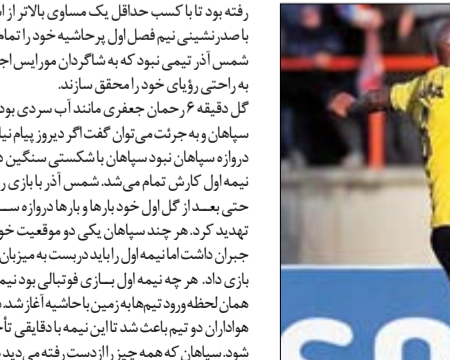 رفته بود تا با کسب حداقل یک مساوی بالاتر از
با صدرنشینی نیم فصل اول پرحاشیه خود را تمام
شمس آذر تیمی نبود که به شاگردان مورایس اج
به راحتی رؤیای خود را محقق سازند.
گل دقیقه ۶ رحمان جعفری مانند آب سردی بود
سپاهان و به جرئت می‌توان گفت اگر دیروز پیام نیا
دروازه سپاهان نبود سپاهان با شکستی سنگین د
نیمه اول کارش تمام می‌شد. شمس آذر با بازی ر
حتی بعــد از گل اول خود بارها و بارها دروازه ســ
تهدید کرد. هر چند سپاهان یکی دو موقعیت خو
جبران داشت اما نیمه اول را باید دربست به میزبان
بازی داد. هر چه نیمه اول بــازی فوتبالی بود نیم
همان لحظه ورود تیم‌ها به زمین با حاشیه آغاز شد.
هواداران دو تیم باعث شد تا این نیمه با دقایقی تأ
شود. سپاهان که همه چیز را از دست رفته می‌دید